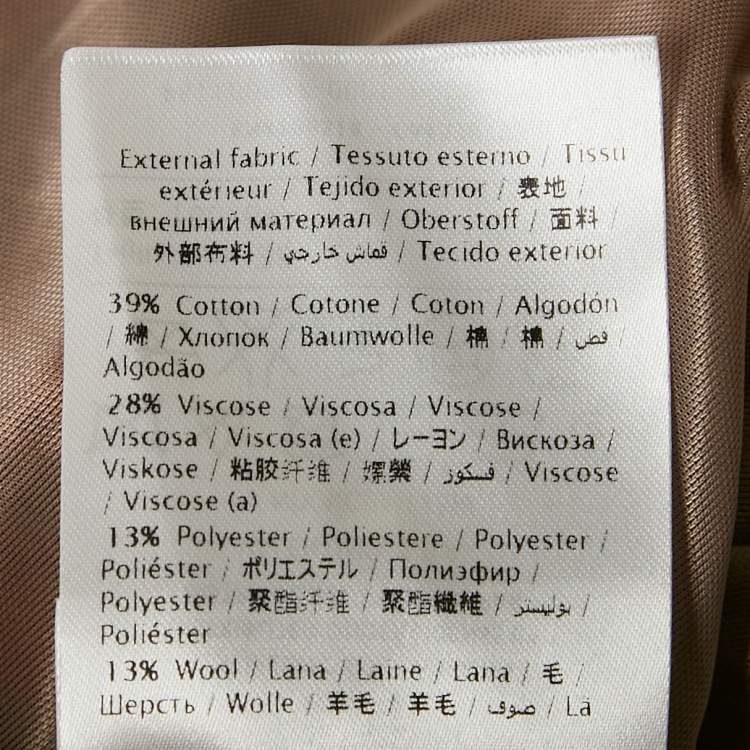 External fabric / Tessuto esterno / Tissu
extérieur / Tejido exterior / 表地 /
внешний материал / Oberstoff / 面料 /
外部布料 / قماش خارجي / Tecido exterior
39% Cotton / Cotone / Coton / Algodón
/ 綿 / Хлопок / Baumwolle / 棉 / 棉 / /
Algodão
28% Viscose / Viscosa / Viscose /
Viscosa / Viscosa (e) / レーヨン / Вискоза /
Viskose / 粘胶纤维 / 嫘縈 / فسكوز / Viscose
/ Viscose (a)
13% Polyester / Poliestere / Polyester /
Poliéster / ポリエステル / Полиэфир /
Polyester / 聚酯纤维 / 聚酯纖維 / بوليستر /
Poliéster
13% Wool / Lana / Laine / Lana / 毛 /
Шерсть / Wolle / 羊毛 / 羊毛 / صوف / Lã